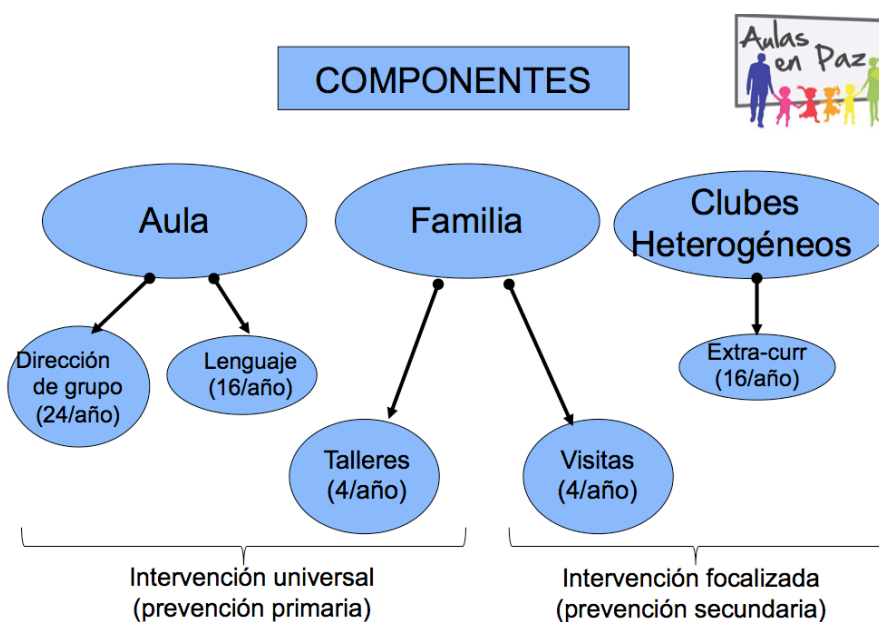 Aulas
en Paz
COMPONENTES
Aula
Familia
Clubes
Heterogéneos
Dirección
de grupo
(24/año)
Lenguaje
(16/año)
Extra-curr
(16/año)
Talleres
(4/año)
Visitas
(4/año)
Intervención universal
(prevención primaria)
Intervención focalizada
(prevención secundaria)